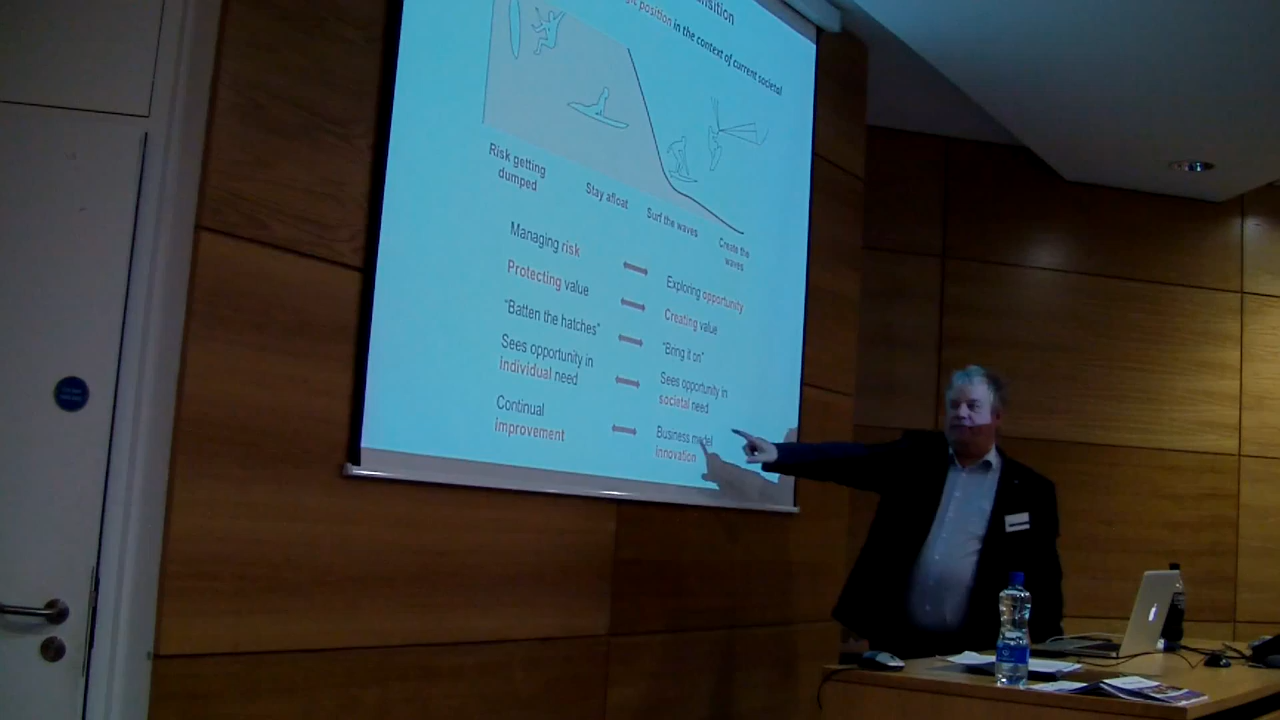 position in the context of current societal
Risk getting
dumped
Stay afloat
Surf the waves
Create the
waves
Managing risk
Exploring opportunity
Protecting value
Creating value
"Batten the hatches"
"Bring it on"
Sees opportunity in
individual need
Sees opportunity in
societal need
Continual
improvement
Business model
innovation